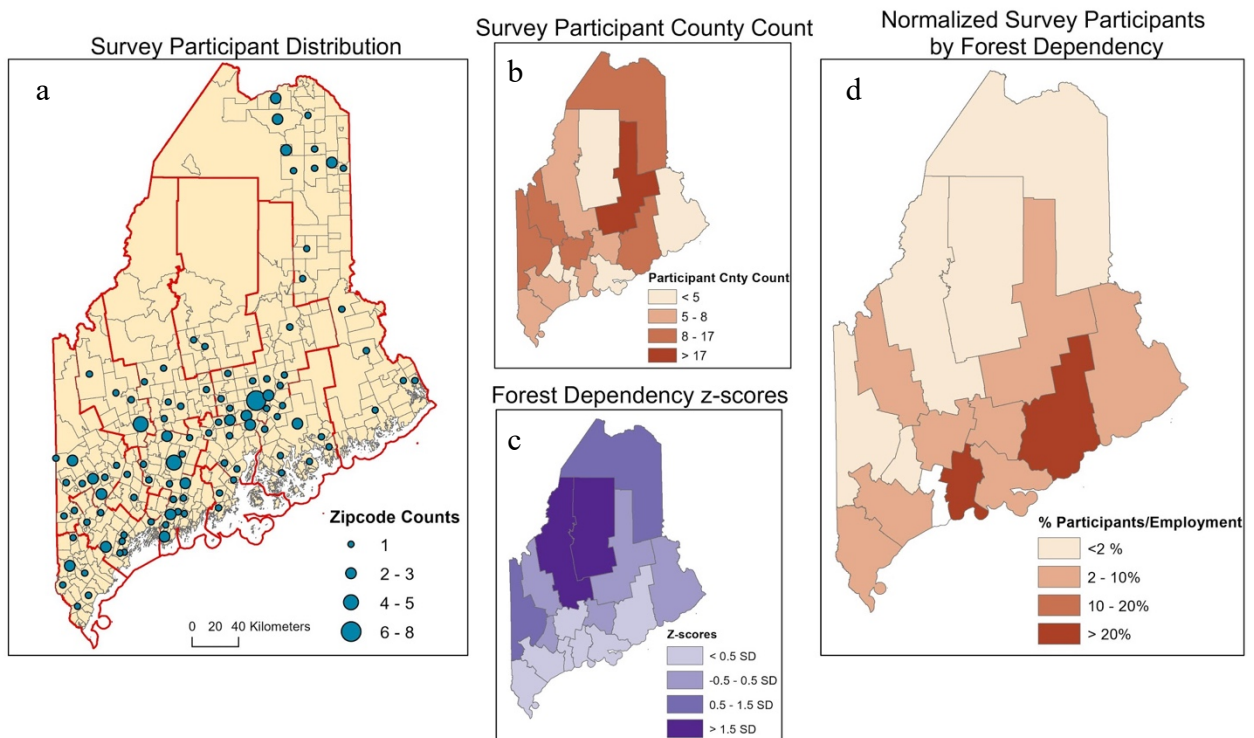 Survey Participant Distribution
a
Zipcode Counts
1
2 - 3
4 - 5
6 - 8
0 20 40 Kilometers
Survey Participant County Count
b
Participant Cnty Count
< 5
5 - 8
8 - 17
> 17
Forest Dependency z-scores
c
Z-scores
< 0.5 SD
-0.5 - 0.5 SD
0.5 - 1.5 SD
> 1.5 SD
Normalized Survey Participants
by Forest Dependency
d
% Participants/Employment
<2 %
2 - 10%
10 - 20%
> 20%